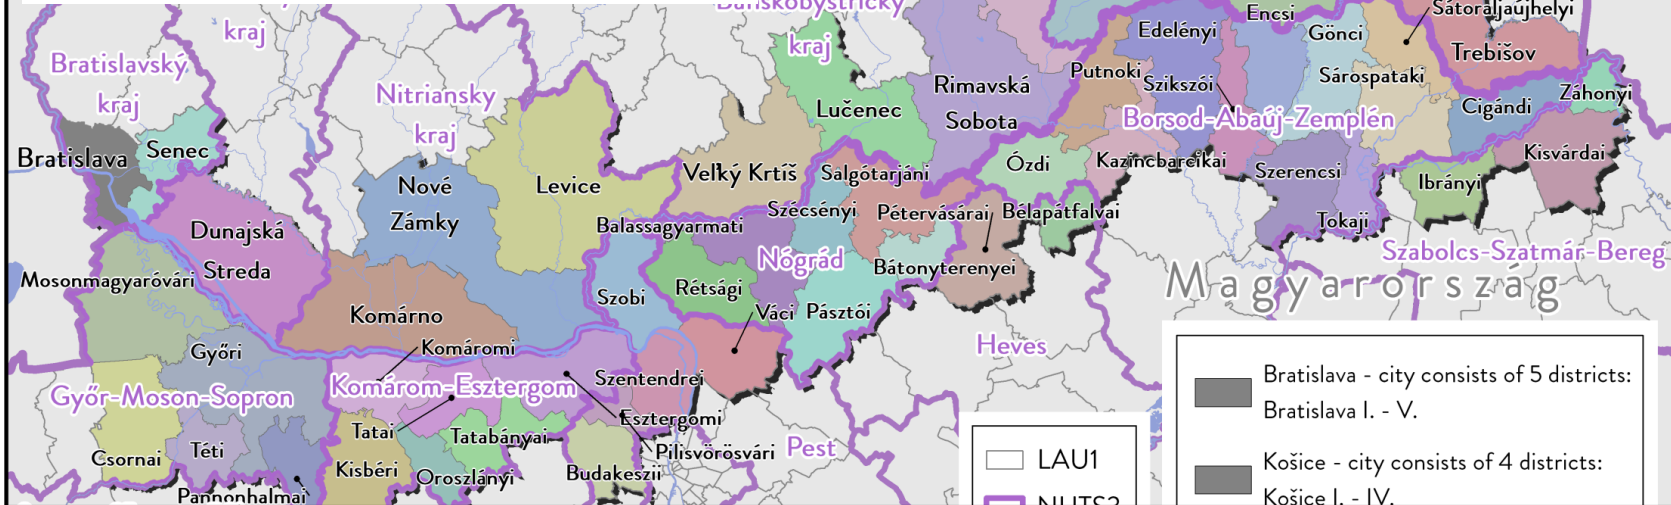 Banskobystrický
kraj
kraj
Bratislavský
kraj
Nitriansky
kraj
Encsi
Sátoraljaújhelyi
Edelényi
Gönci
Trebišov
Putnoki
Szikszói
Sárospataki
Cigándi
Záhonyi
Rimavská
Sobota
Lučenec
Borsod-Abaúj-Zemplén
Bratislava
Senec
Nové
Zámky
Levice
Veľký Krtíš
Salgótarjáni
Ózdi
Kazincbarcikai
Szerencsi
Ibrányi
Kisvárdai
Dunajská
Streda
Balassagyarmati
Szécsényi
Pétervásárai
Bélapátfalvai
Tokaji
Szabolcs-Szatmár-Bereg
Mosonmagyaróvári
Nógrád
Bátonyterenyei
Magyarország
Szobi
Rétsági
Váci
Pásztói
Komárno
Komáromi
Győri
Heves
Győr-Moson-Sopron
Komárom-Esztergom
Szentendrei
Esztergomi
Tatai
Tatabányai
Pilisvörösvári
Pest
Csornai
Téti
Kisbéri
Oroszlányi
Budakeszii
Pannonhalmai
LAU1
NUTS3
Bratislava - city consists of 5 districts:
Bratislava I. - V.
Košice - city consists of 4 districts:
Košice I. - IV.